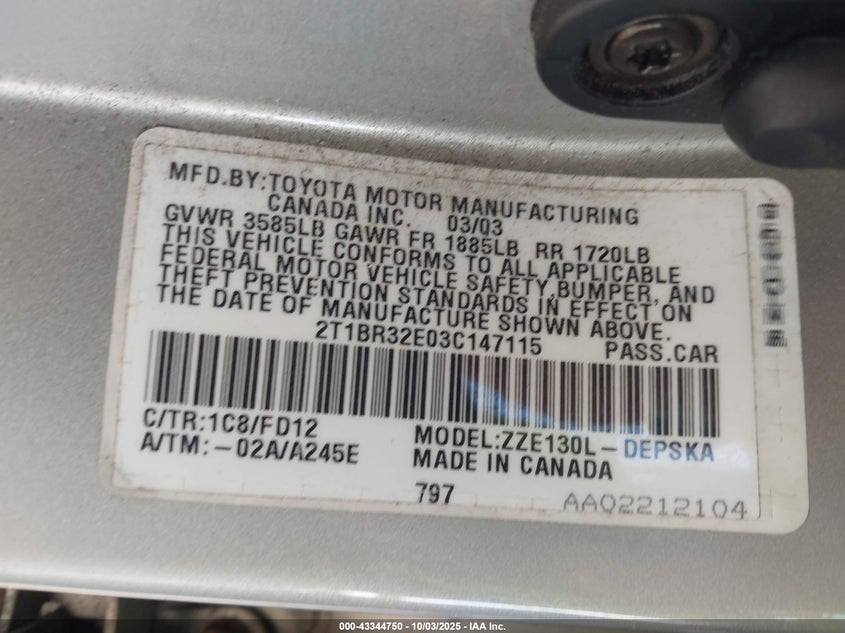 MFD.BY:TOYOTA MOTOR MANUFACTURING
CANADA INC. 03/03
GVWR 3585LB GAWR FR 1885LB RR 1720LB
THIS VEHICLE CONFORMS TO ALL APPLICABLE
FEDERAL MOTOR VEHICLE SAFETY,BUMPER, AND
THEFT PREVENTION STANDARDS IN EFFECT ON
THE DATE OF MANUFACTURE SHOWN ABOVE.
2T1BR32E03C147115 PASS.CAR
C/TR:1C8/FD12
A/TM:-02A/A245E
MODEL:ZZE130L-DEPSKA
MADE IN CANADA
797
AA02212104
000-43344750 - 10/03/2025 - IAA Inc.